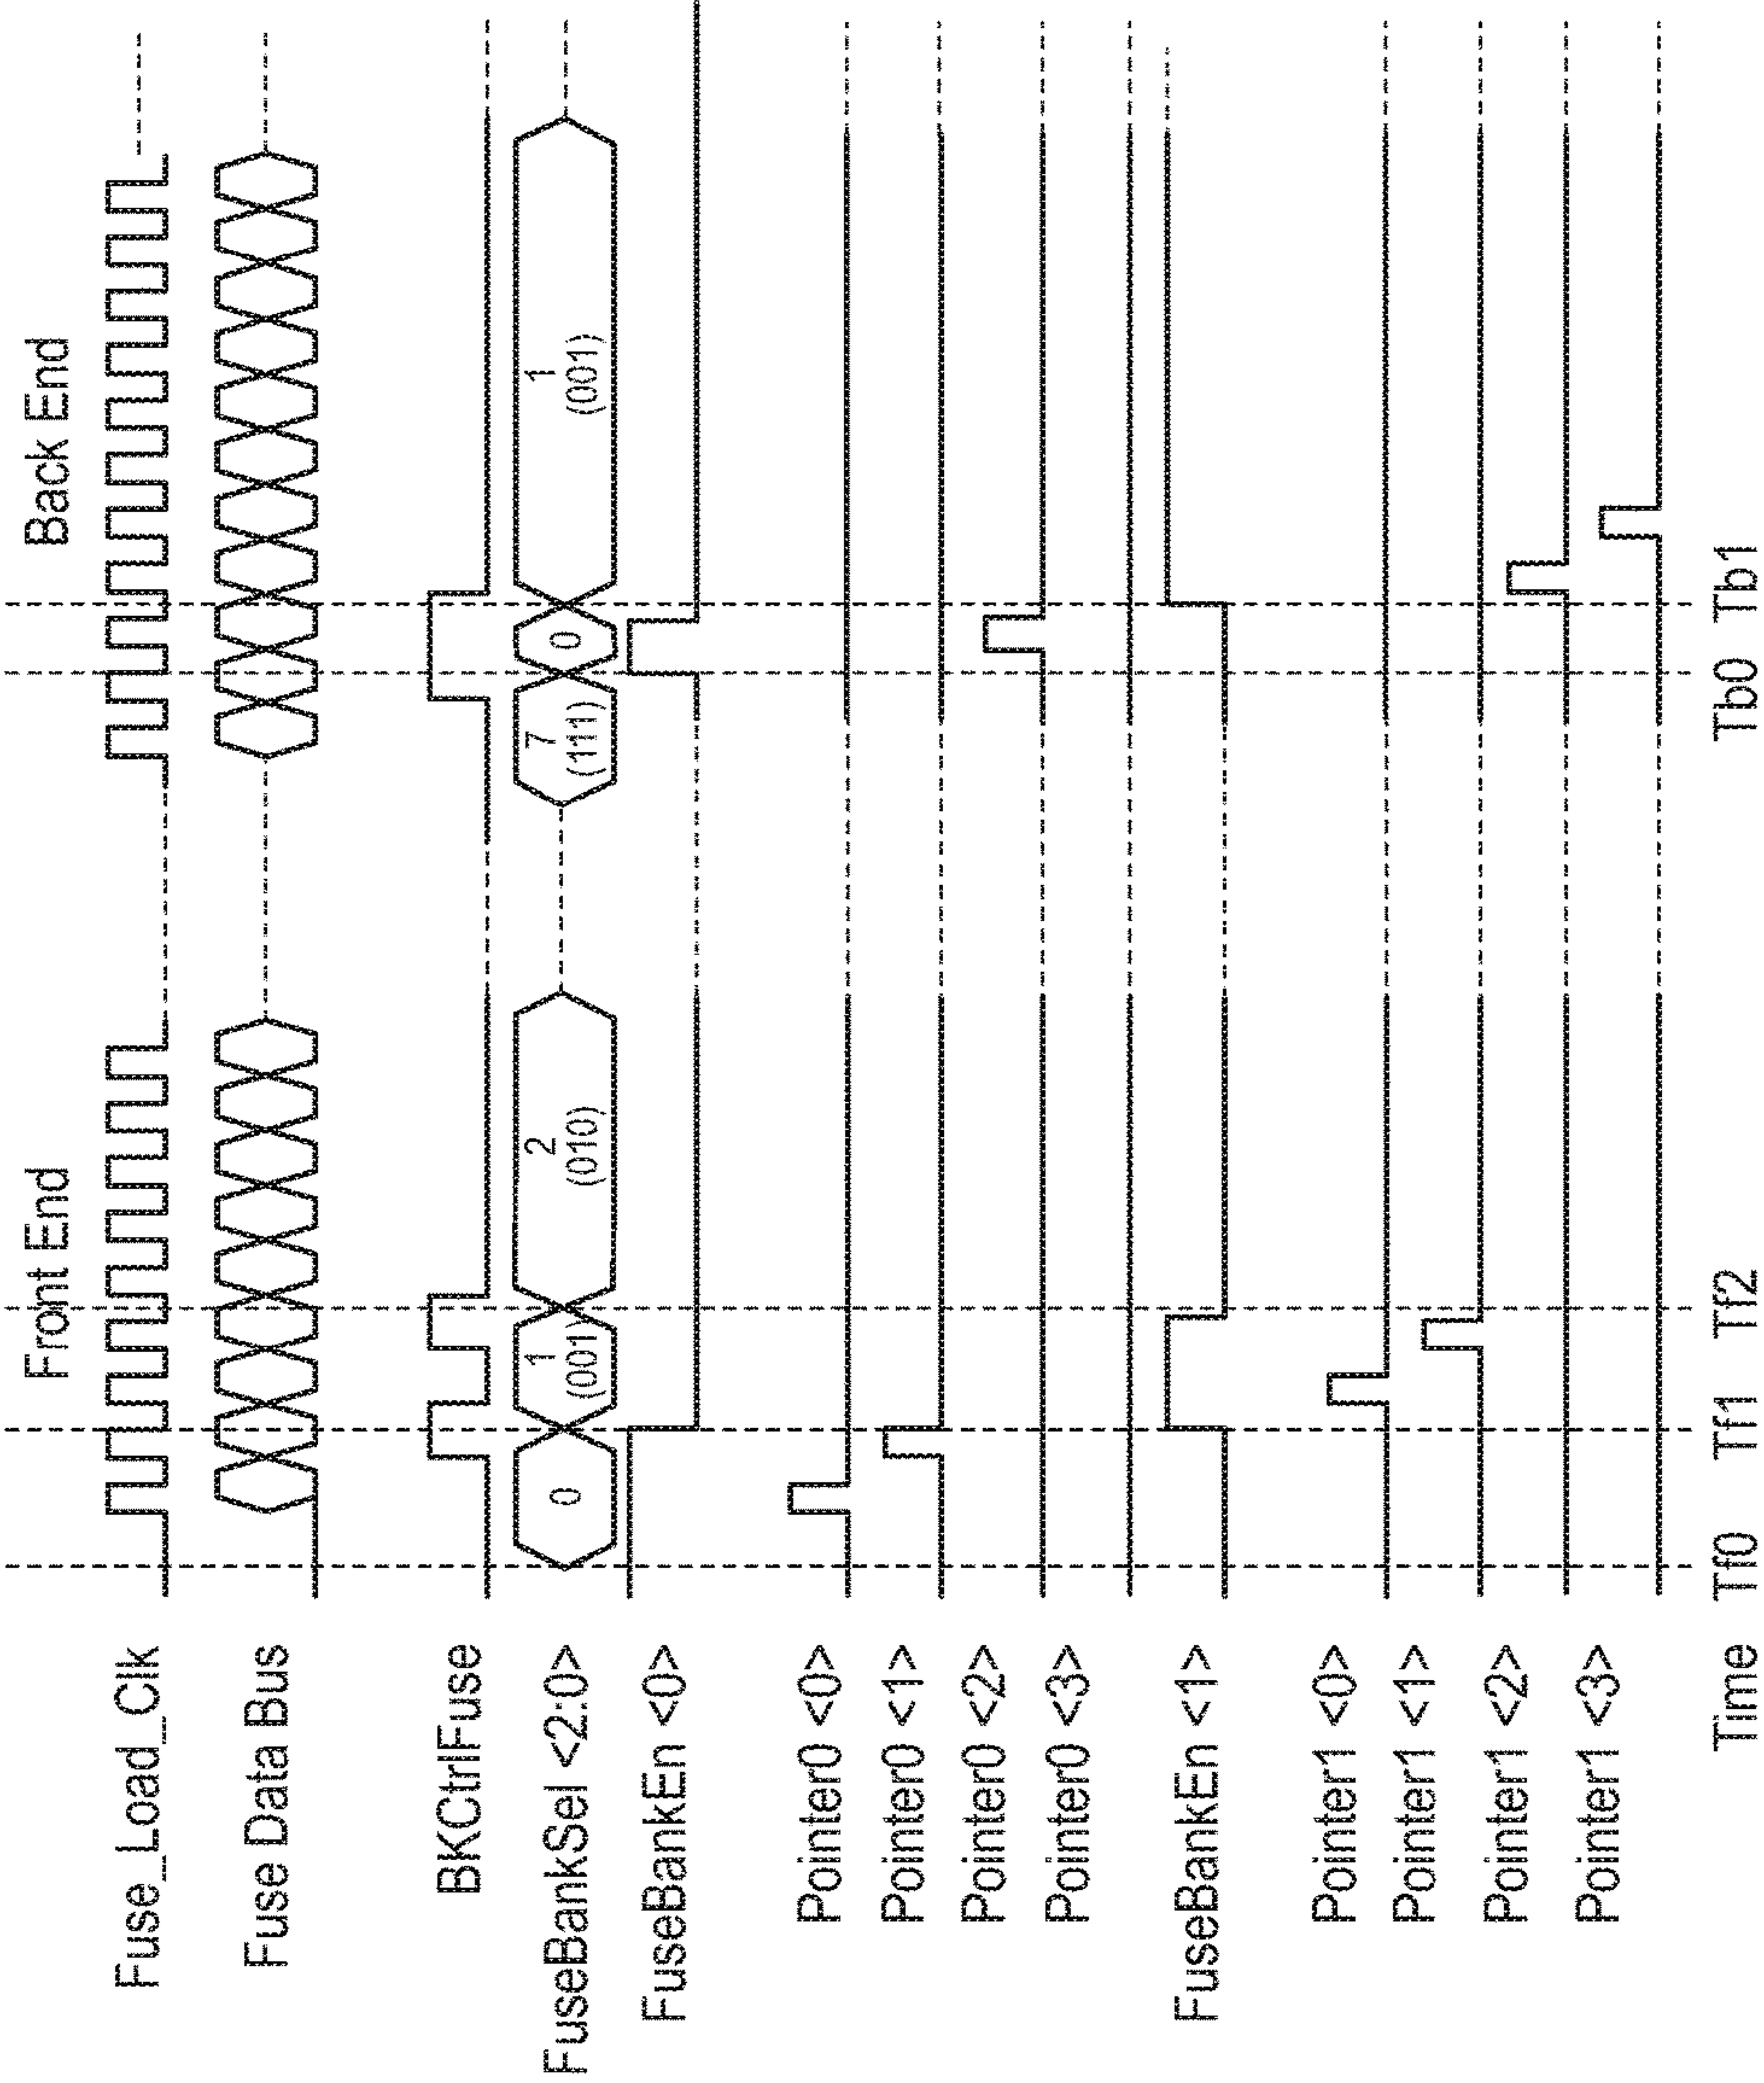 Front End
Back End
Fuse_Load_Clk
Fuse Data Bus
BKCtrlFuse
FuseBankSel <2:0>
0
1
(001)
2
(010)
7
(111)
0
1
(001)
FuseBankEn <0>
Pointer0 <0>
Pointer0 <1>
Pointer0 <2>
Pointer0 <3>
FuseBankEn <1>
Pointer1 <0>
Pointer1 <1>
Pointer1 <2>
Pointer1 <3>
Time
Tf0
Tf1
Tf2
Tb0
Tb1